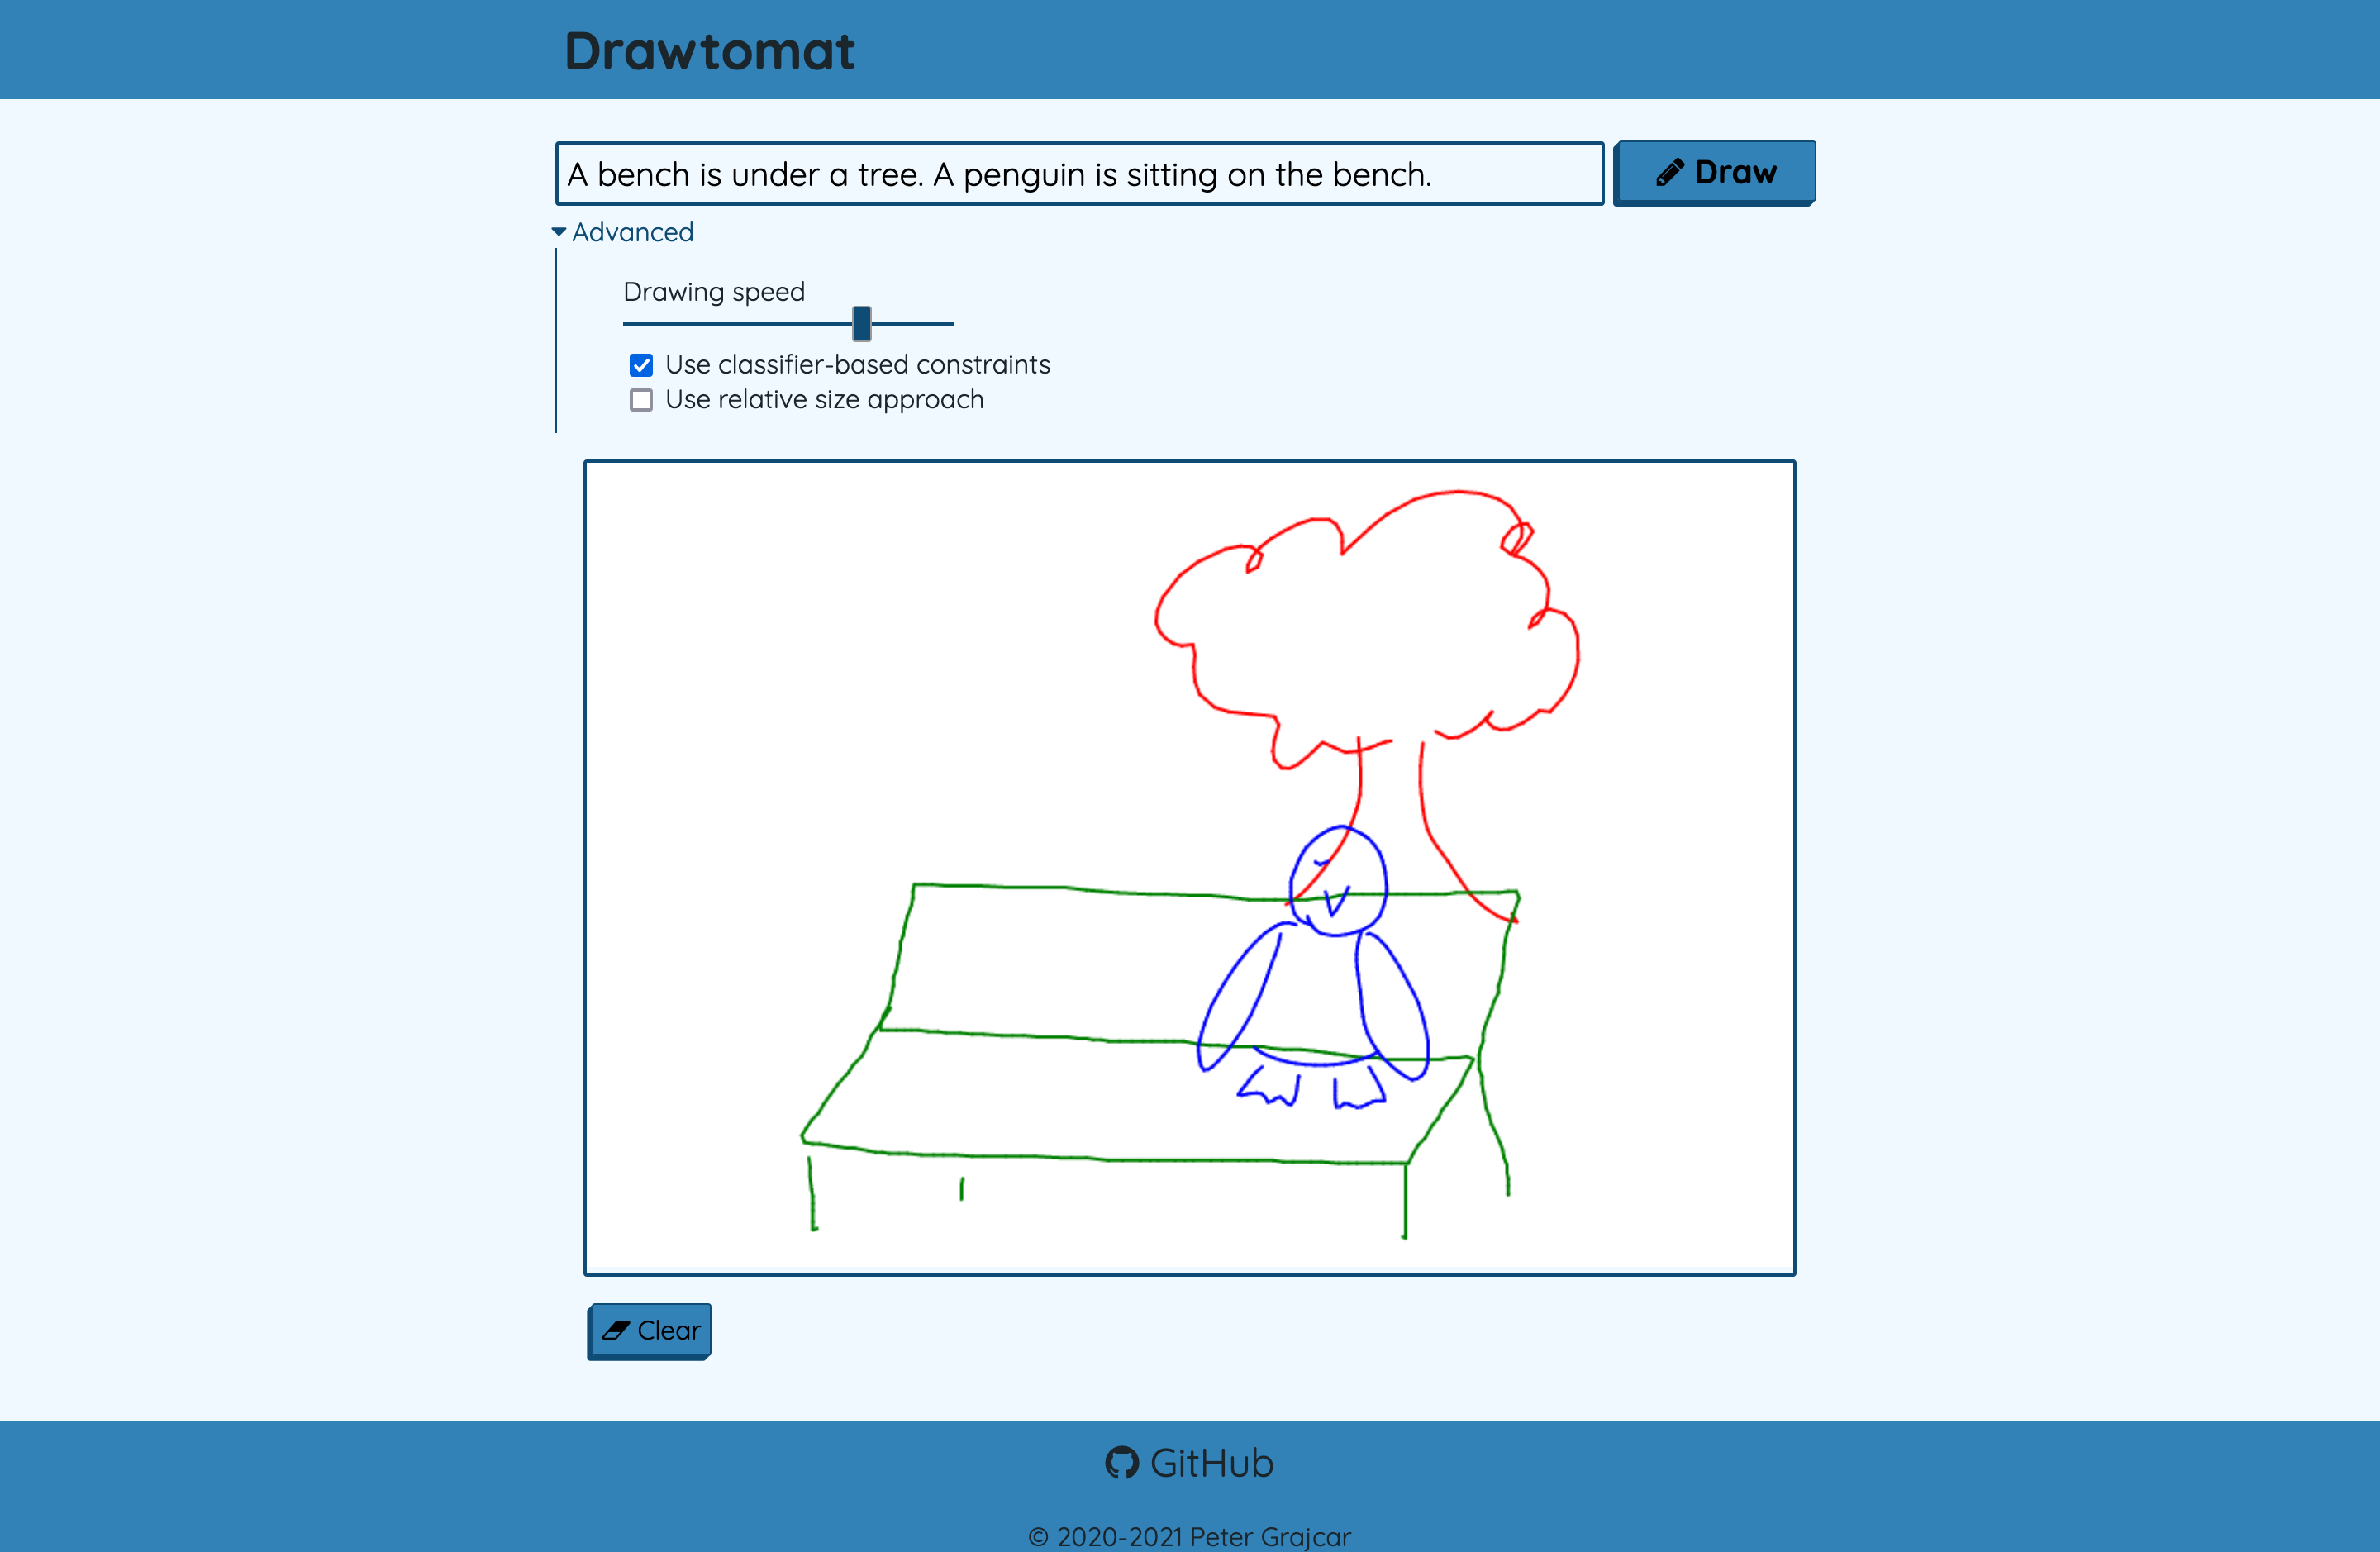 Drawtomat
A bench is under a tree. A penguin is sitting on the bench.
Draw
Advanced
Drawing speed
Use classifier-based constraints
Use relative size approach
Clear
GitHub
© 2020-2021 Peter Grajcar